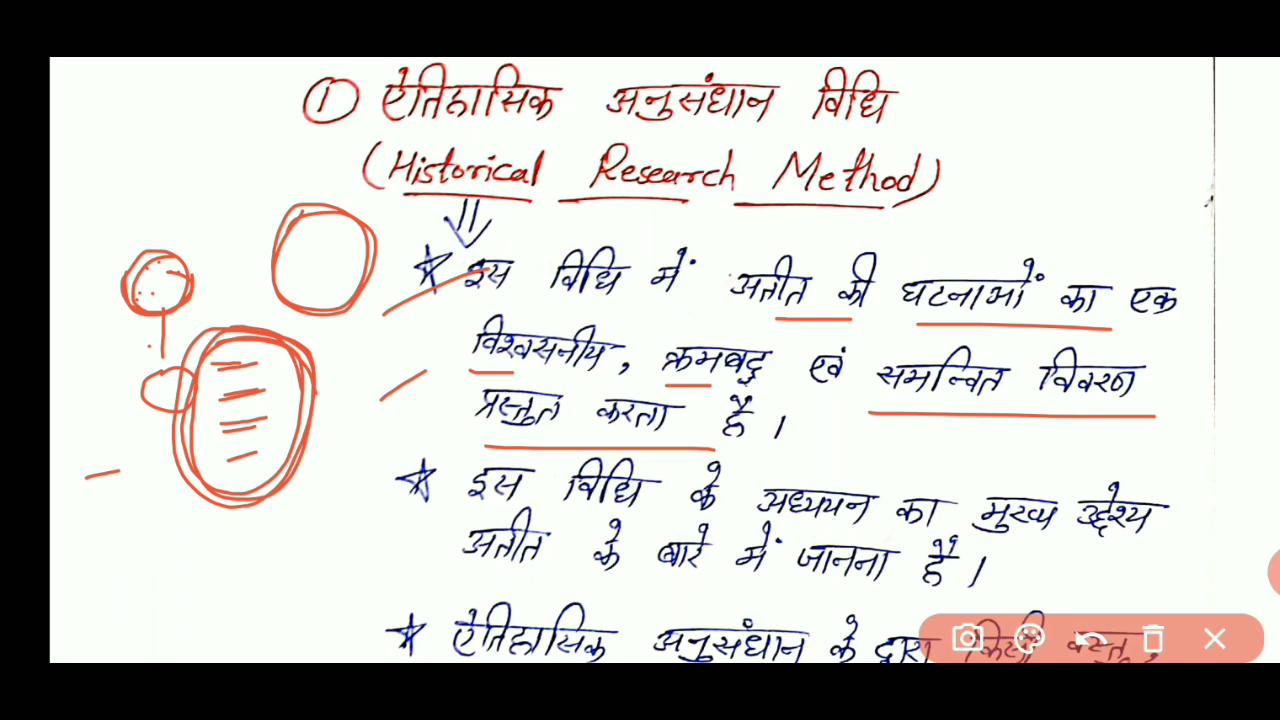 ① ऐतिहासिक अनुसंधान विधि
(Historical Research Method)
इस विधि में अतीत की घटनाओं का एक
विश्वसनीय, क्रमबद्ध एवं समन्वित विवरण
प्रस्तुत करता है।
इस विधि के अध्ययन का मुख्य उद्देश्य
अतीत के बारे में जानना है।
ऐतिहासिक अनुसंधान के द्वारा किसी वस्तु,